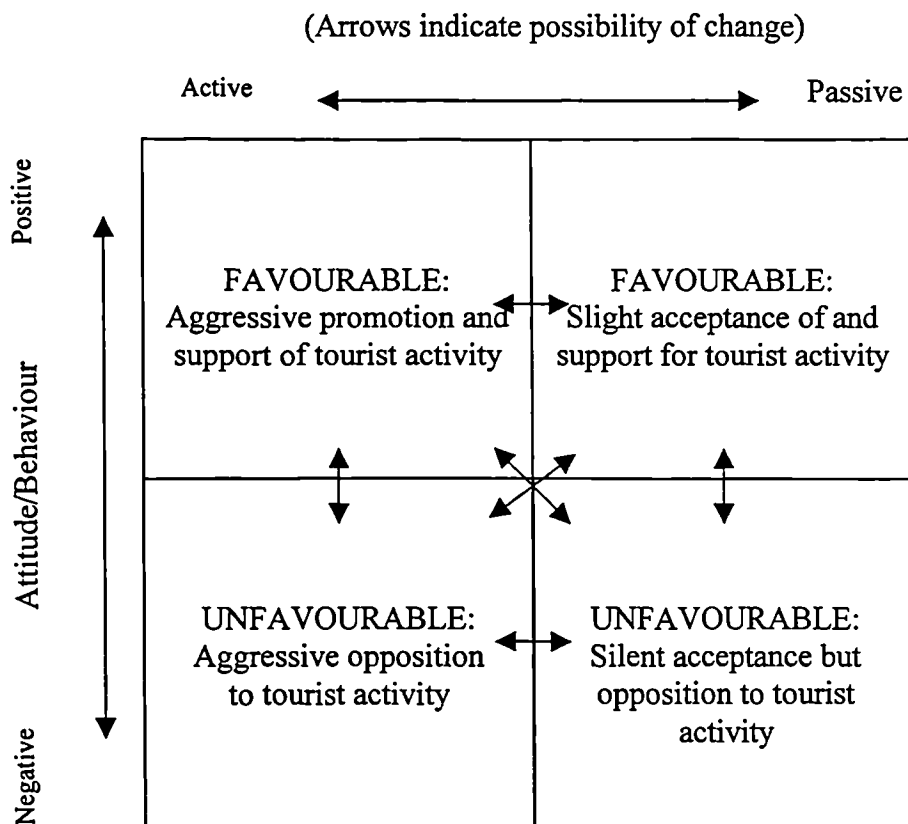 (Arrows indicate possibility of change)
Active
Passive
Positive
Attitude/Behaviour
Negative
FAVOURABLE:
Aggressive promotion and
support of tourist activity
FAVOURABLE:
Slight acceptance of and
support for tourist activity
UNFAVOURABLE:
Aggressive opposition
to tourist activity
UNFAVOURABLE:
Silent acceptance but
opposition to tourist
activity